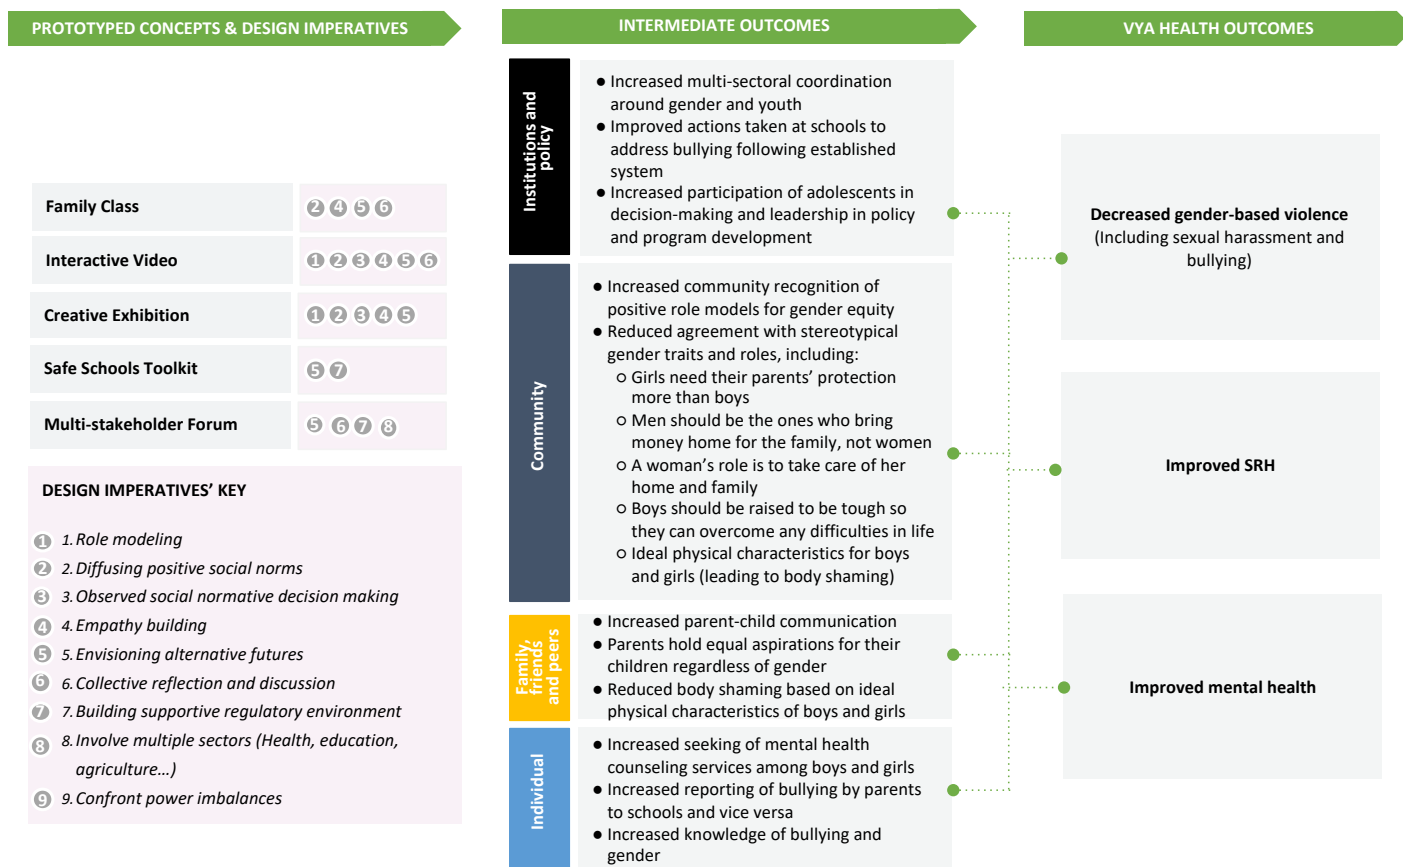 PROTOTYPED CONCEPTS & DESIGN IMPERATIVES
Family Class
2 4 5 6
Interactive Video
1 2 3 4 5 6
Creative Exhibition
1 2 3 4 5
Safe Schools Toolkit
5 7
Multi-stakeholder Forum
5 6 7 8
DESIGN IMPERATIVES’ KEY
1 1. Role modeling
2 2. Diffusing positive social norms
3 3. Observed social normative decision making
4 4. Empathy building
5 5. Envisioning alternative futures
6 6. Collective reflection and discussion
7 7. Building supportive regulatory environment
8 8. Involve multiple sectors (Health, education,
agriculture…)
9 9. Confront power imbalances
INTERMEDIATE OUTCOMES
Institutions and
policy
● Increased multi-sectoral coordination
around gender and youth
● Improved actions taken at schools to
address bullying following established
system
● Increased participation of adolescents in
decision-making and leadership in policy
and program development
Community
● Increased community recognition of
positive role models for gender equity
● Reduced agreement with stereotypical
gender traits and roles, including:
○ Girls need their parents’ protection
more than boys
○ Men should be the ones who bring
money home for the family, not women
○ A woman’s role is to take care of her
home and family
○ Boys should be raised to be tough so
they can overcome any difficulties in life
○ Ideal physical characteristics for boys
and girls (leading to body shaming)
Family,
friends
and peers
● Increased parent-child communication
● Parents hold equal aspirations for their
children regardless of gender
● Reduced body shaming based on ideal
physical characteristics of boys and girls
Individual
● Increased seeking of mental health
counseling services among boys and girls
● Increased reporting of bullying by parents
to schools and vice versa
● Increased knowledge of bullying and
gender
VYA HEALTH OUTCOMES
Decreased gender-based violence
(Including sexual harassment and
bullying)
Improved SRH
Improved mental health